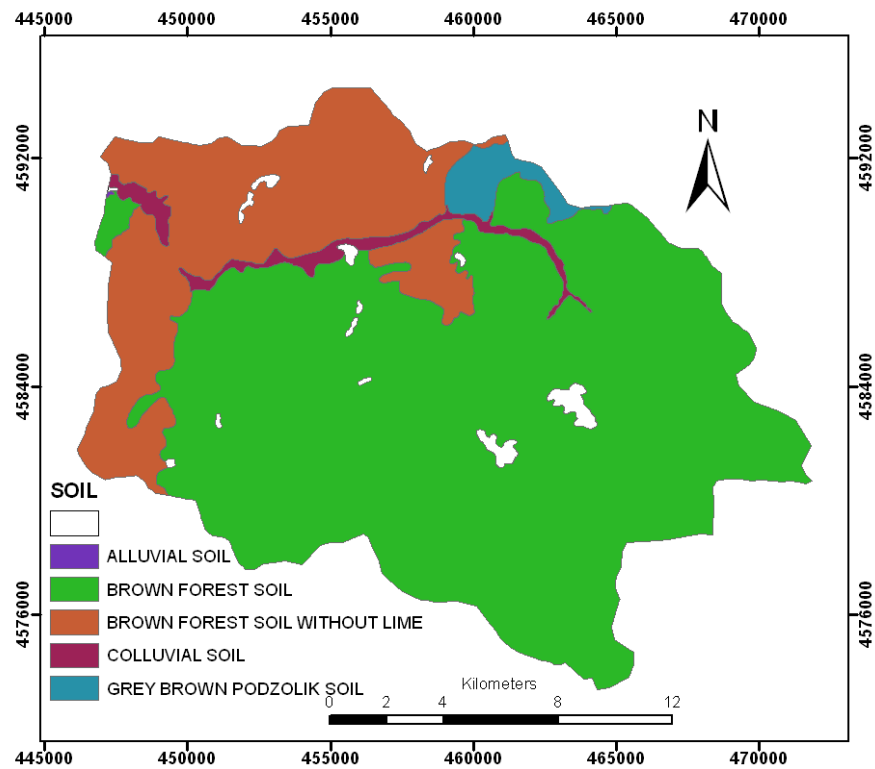 445000 450000 455000 460000 465000 470000
N
4592000 4592000
4584000 4584000
SOIL
ALLUVIAL SOIL
BROWN FOREST SOIL
4576000 4576000
BROWN FOREST SOIL WITHOUT LIME
COLLUVIAL SOIL
GREY BROWN PODZOLIK SOIL
Kilometers
0 2 4 8 12
445000 450000 455000 460000 465000 470000